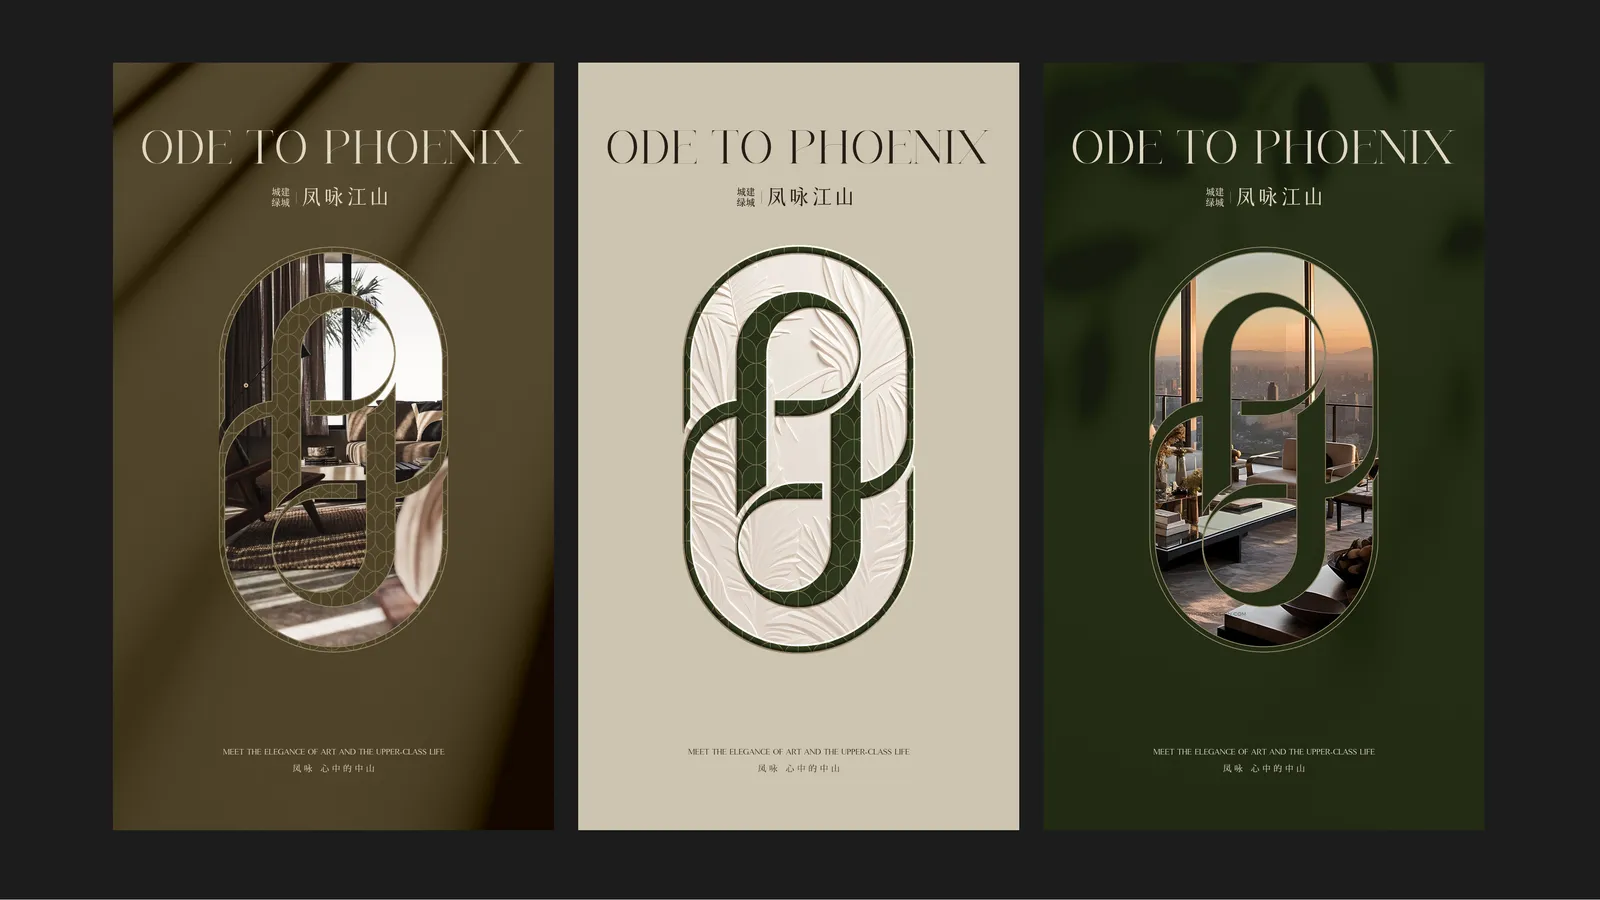 ODE TO PHOENIX
城建
绿城
凤咏江山
MEET THE ELEGANCE OF ART AND THE UPPER-CLASS LIFE
凤咏 心中的中山
ODE TO PHOENIX
城建
绿城
凤咏江山
MEET THE ELEGANCE OF ART AND THE UPPER-CLASS LIFE
凤咏 心中的中山
ODE TO PHOENIX
城建
绿城
凤咏江山
MEET THE ELEGANCE OF ART AND THE UPPER-CLASS LIFE
凤咏 心中的中山